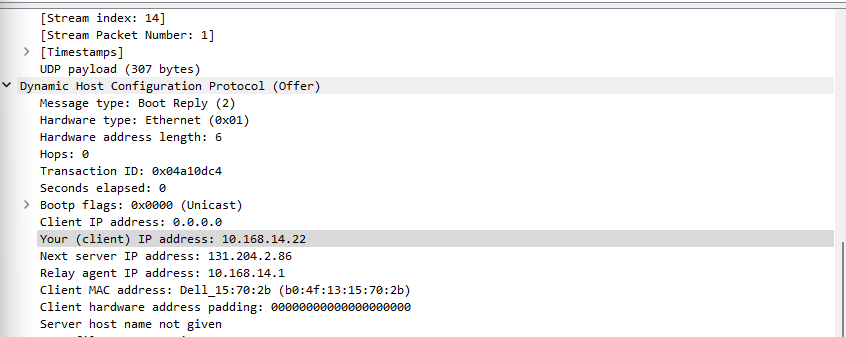 [Stream index: 14]
[Stream Packet Number: 1]
[Timestamps]
UDP payload (307 bytes)
Dynamic Host Configuration Protocol (Offer)
Message type: Boot Reply (2)
Hardware type: Ethernet (0x01)
Hardware address length: 6
Hops: 0
Transaction ID: 0x04a10dc4
Seconds elapsed: 0
Bootp flags: 0x0000 (Unicast)
Client IP address: 0.0.0.0
Your (client) IP address: 10.168.14.22
Next server IP address: 131.204.2.86
Relay agent IP address: 10.168.14.1
Client MAC address: Dell_15:70:2b (b0:4f:13:15:70:2b)
Client hardware address padding: 00000000000000000000
Server host name not given